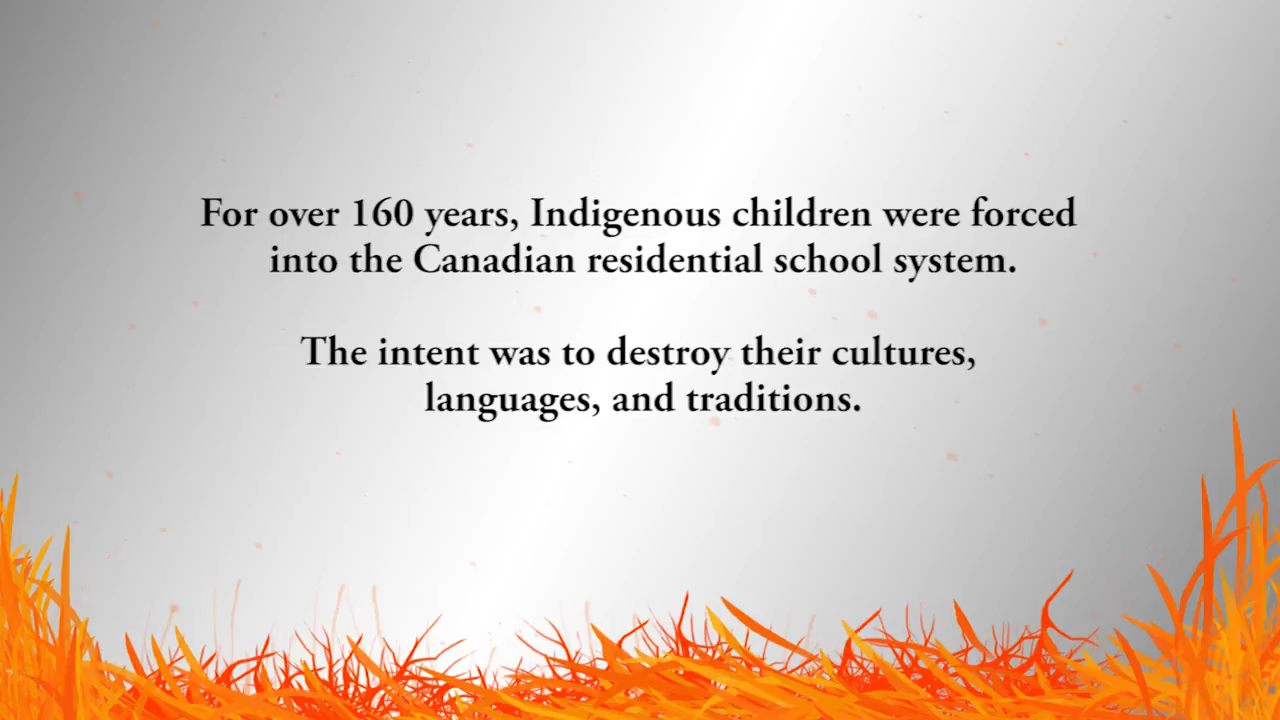 For over 160 years, Indigenous children were forced
into the Canadian residential school system.
The intent was to destroy their cultures,
languages, and traditions.